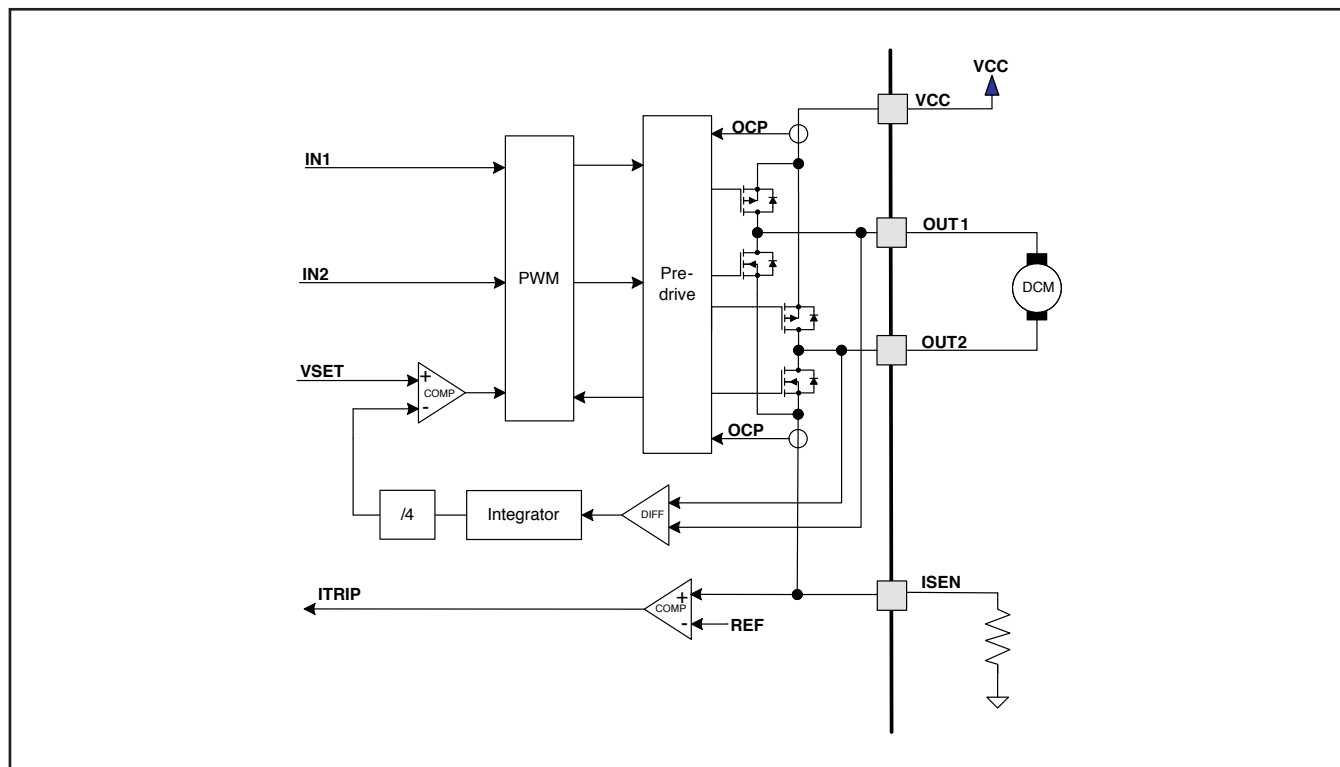 VCC
VCC
OCP
IN1
OUT1
IN2
PWM
Pre-
drive
DCM
OUT2
VSET
+
COMP
-
OCP
/4
Integrator
DIFF
ISEN
ITRIP
+
COMP
-
REF